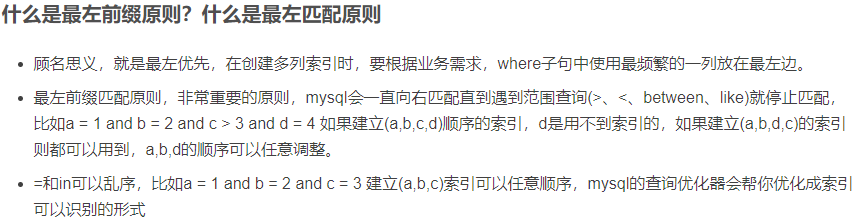 什么是最左前缀原则？什么是最左匹配原则
顾名思义，就是最左优先，在创建多列索引时，要根据业务需求，where子句中使用最频繁的一列放在最左边。
最左前缀匹配原则，非常重要的原则，mysql会一直向右匹配直到遇到范围查询(>、<、between、like)就停止匹配，
比如a = 1 and b = 2 and c > 3 and d = 4 如果建立(a,b,c,d)顺序的索引，d是用不到索引的，如果建立(a,b,d,c)的索引
则都可以用到，a,b,d的顺序可以任意调整。
=和in可以乱序，比如a = 1 and b = 2 and c = 3 建立(a,b,c)索引可以任意顺序，mysql的查询优化器会帮你优化成索引
可以识别的形式